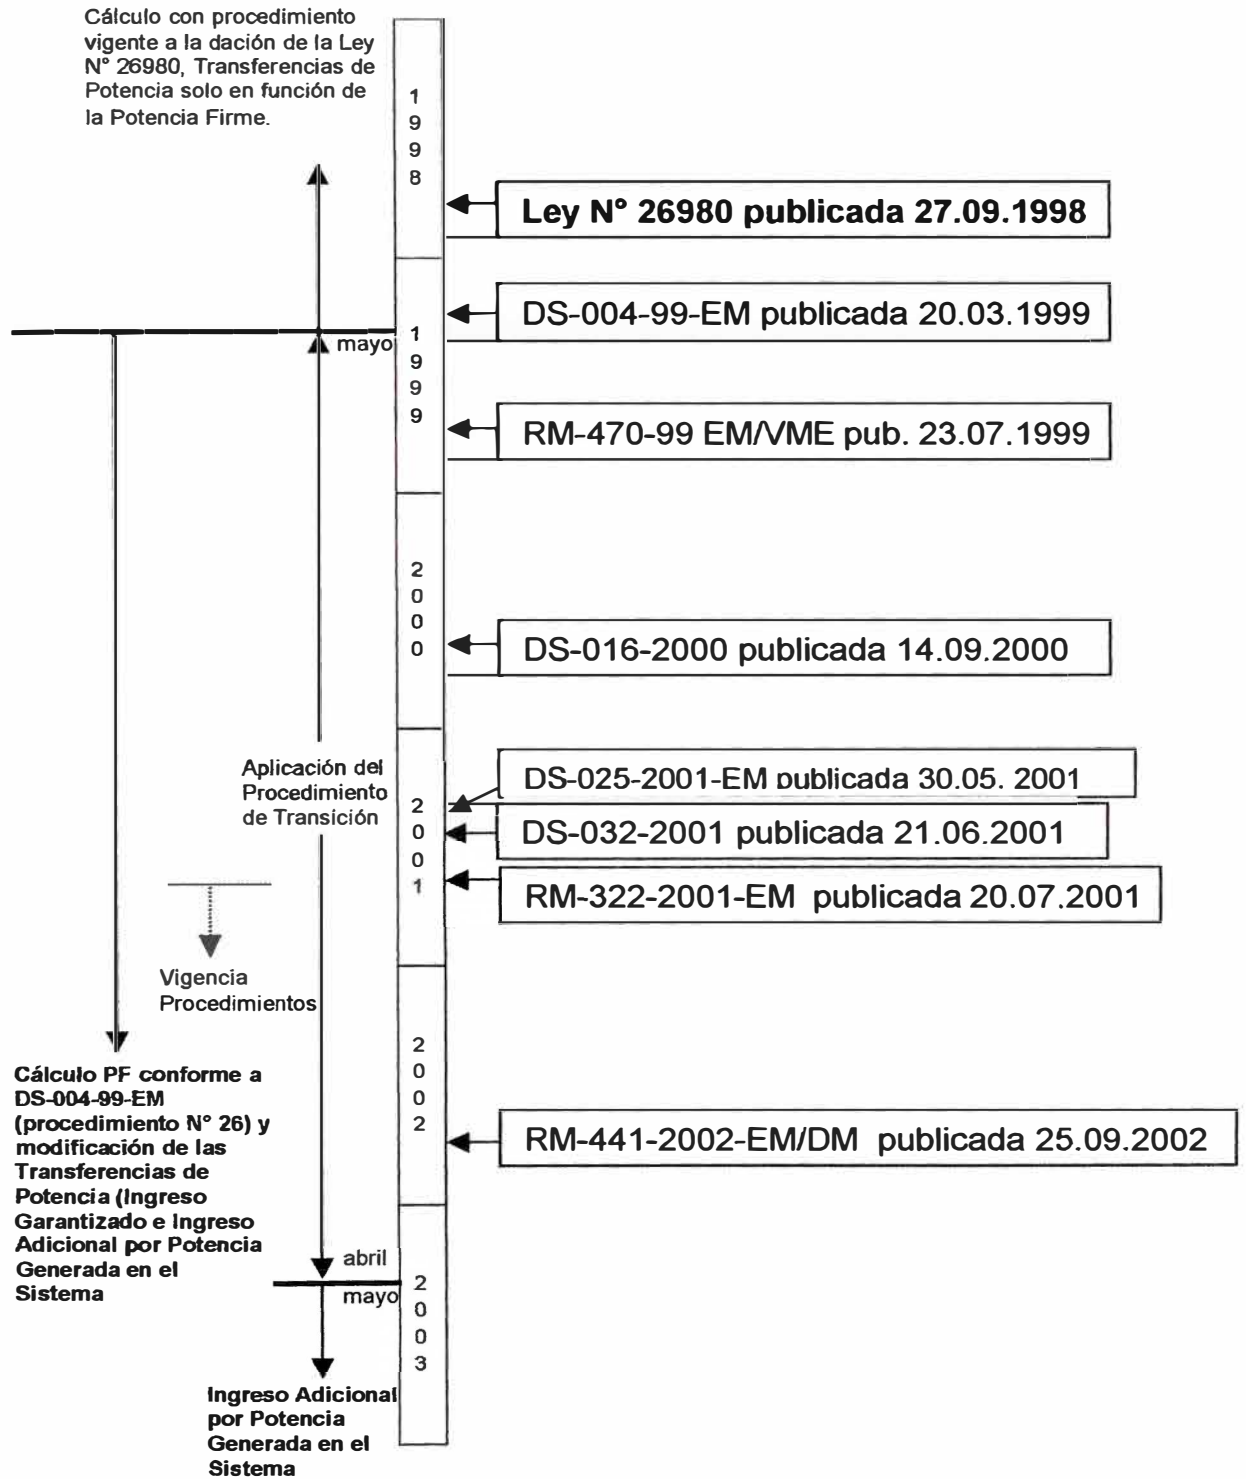 Cálculo con procedimiento
vigente a la dación de la Ley
N° 26980, Transferencias de
Potencia solo en función de
la Potencia Firme.
1
9
9
8
Ley N° 26980 publicada 27.09.1998
DS-004-99-EM publicada 20.03.1999
mayo
1
9
9
9
RM-470-99 EM/VME pub. 23.07.1999
2
0
0
0
DS-016-2000 publicada 14.09.2000
Aplicación del
Procedimiento
de Transición
2
0
0
1
DS-025-2001-EM publicada 30.05. 2001
DS-032-2001 publicada 21.06.2001
RM-322-2001-EM publicada 20.07.2001
Vigencia
Procedimientos
2
0
0
2
RM-441-2002-EM/DM publicada 25.09.2002
Cálculo PF conforme a
DS-004-99-EM
(procedimiento N° 26) y
modificación de las
Transferencias de
Potencia (Ingreso
Garantizado e Ingreso
Adicional por Potencia
Generada en el
Sistema
abril
mayo
2
0
0
3
Ingreso Adicional
por Potencia
Generada en el
Sistema